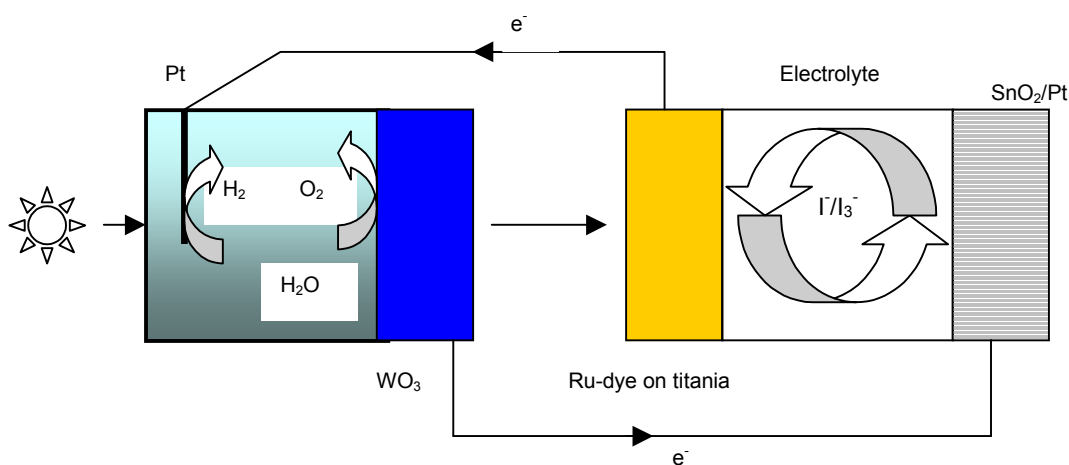 e⁻
Pt
Electrolyte
SnO₂/Pt
H₂
O₂
I⁻/I₃⁻
H₂O
WO₃
Ru-dye on titania
e⁻